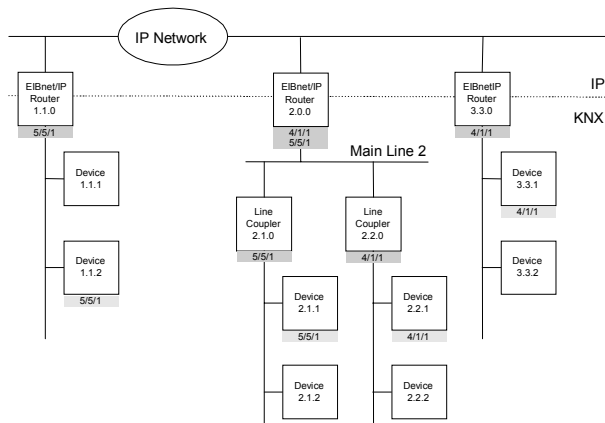 IP Network
EIBnet/IP
Router
1.1.0
5/5/1
EIBnet/IP
Router
2.0.0
4/1/1
5/5/1
EIBnetIP
Router
3.3.0
4/1/1
IP
KNX
Main Line 2
Device
1.1.1
Device
1.1.2
5/5/1
Line
Coupler
2.1.0
5/5/1
Line
Coupler
2.2.0
4/1/1
Device
3.3.1
4/1/1
Device
3.3.2
Device
2.1.1
5/5/1
Device
2.2.1
4/1/1
Device
2.1.2
Device
2.2.2